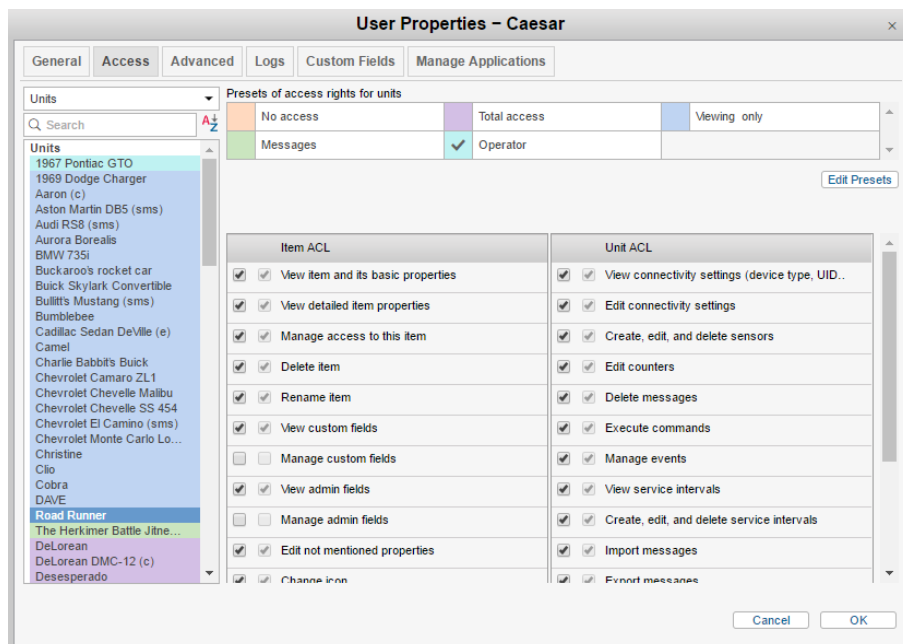 User Properties – Caesar
×
General Access Advanced Logs Custom Fields Manage Applications
Units
Search
Units
1967 Pontiac GTO
1969 Dodge Charger
Aaron (c)
Aston Martin DB5 (sms)
Audi RS8 (sms)
Aurora Borealis
BMW 735i
Buckaroo's rocket car
Buick Skylark Convertible
Bullitt's Mustang (sms)
Bumblebee
Cadillac Sedan DeVille (e)
Camel
Charlie Babbit's Buick
Chevrolet Camaro ZL1
Chevrolet Chevelle Malibu
Chevrolet Chevelle SS 454
Chevrolet El Camino (sms)
Chevrolet Monte Carlo Lo...
Christine
Clio
Cobra
DAVE
Road Runner
The Herkimer Battle Jitne...
DeLorean
DeLorean DMC-12 (c)
Desesperado
Presets of access rights for units
No access Total access Viewing only
Messages Operator
Edit Presets
Item ACL
View item and its basic properties
View detailed item properties
Manage access to this item
Delete item
Rename item
View custom fields
Manage custom fields
View admin fields
Manage admin fields
Edit not mentioned properties
Change icon
Unit ACL
View connectivity settings (device type, UID..
Edit connectivity settings
Create, edit, and delete sensors
Edit counters
Delete messages
Execute commands
Manage events
View service intervals
Create, edit, and delete service intervals
Import messages
Export messages
Cancel OK